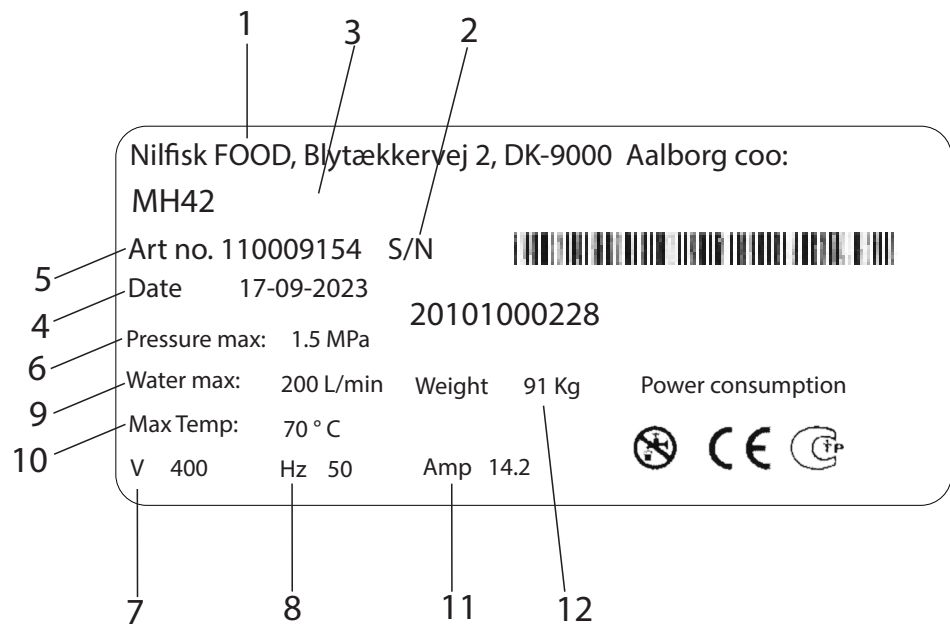 1
3
2
Nilfisk FOOD, Blytækkervej 2, DK-9000 Aalborg coo:
MH42
5
Art no. 110009154 S/N
4
Date 17-09-2023
20101000228
6
Pressure max: 1.5 MPa
9
Water max: 200 L/min Weight 91 Kg Power consumption
10
Max Temp: 70 ° C
V 400 Hz 50 Amp 14.2
CE
C T P
7
8
11
12